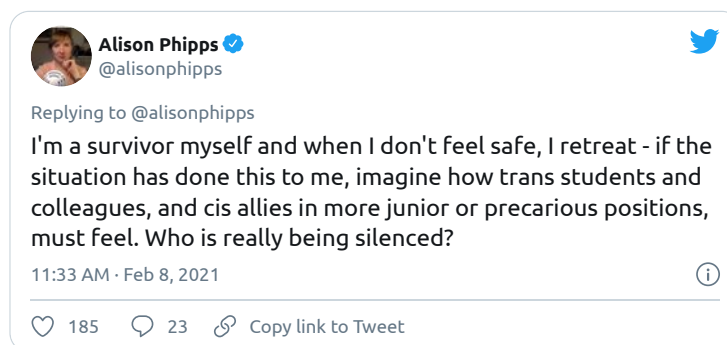 Alison Phipps
@alisonphipps
Replying to @alisonphipps
I'm a survivor myself and when I don't feel safe, I retreat - if the
situation has done this to me, imagine how trans students and
colleagues, and cis allies in more junior or precarious positions,
must feel. Who is really being silenced?
11:33 AM · Feb 8, 2021
185 23 Copy link to Tweet